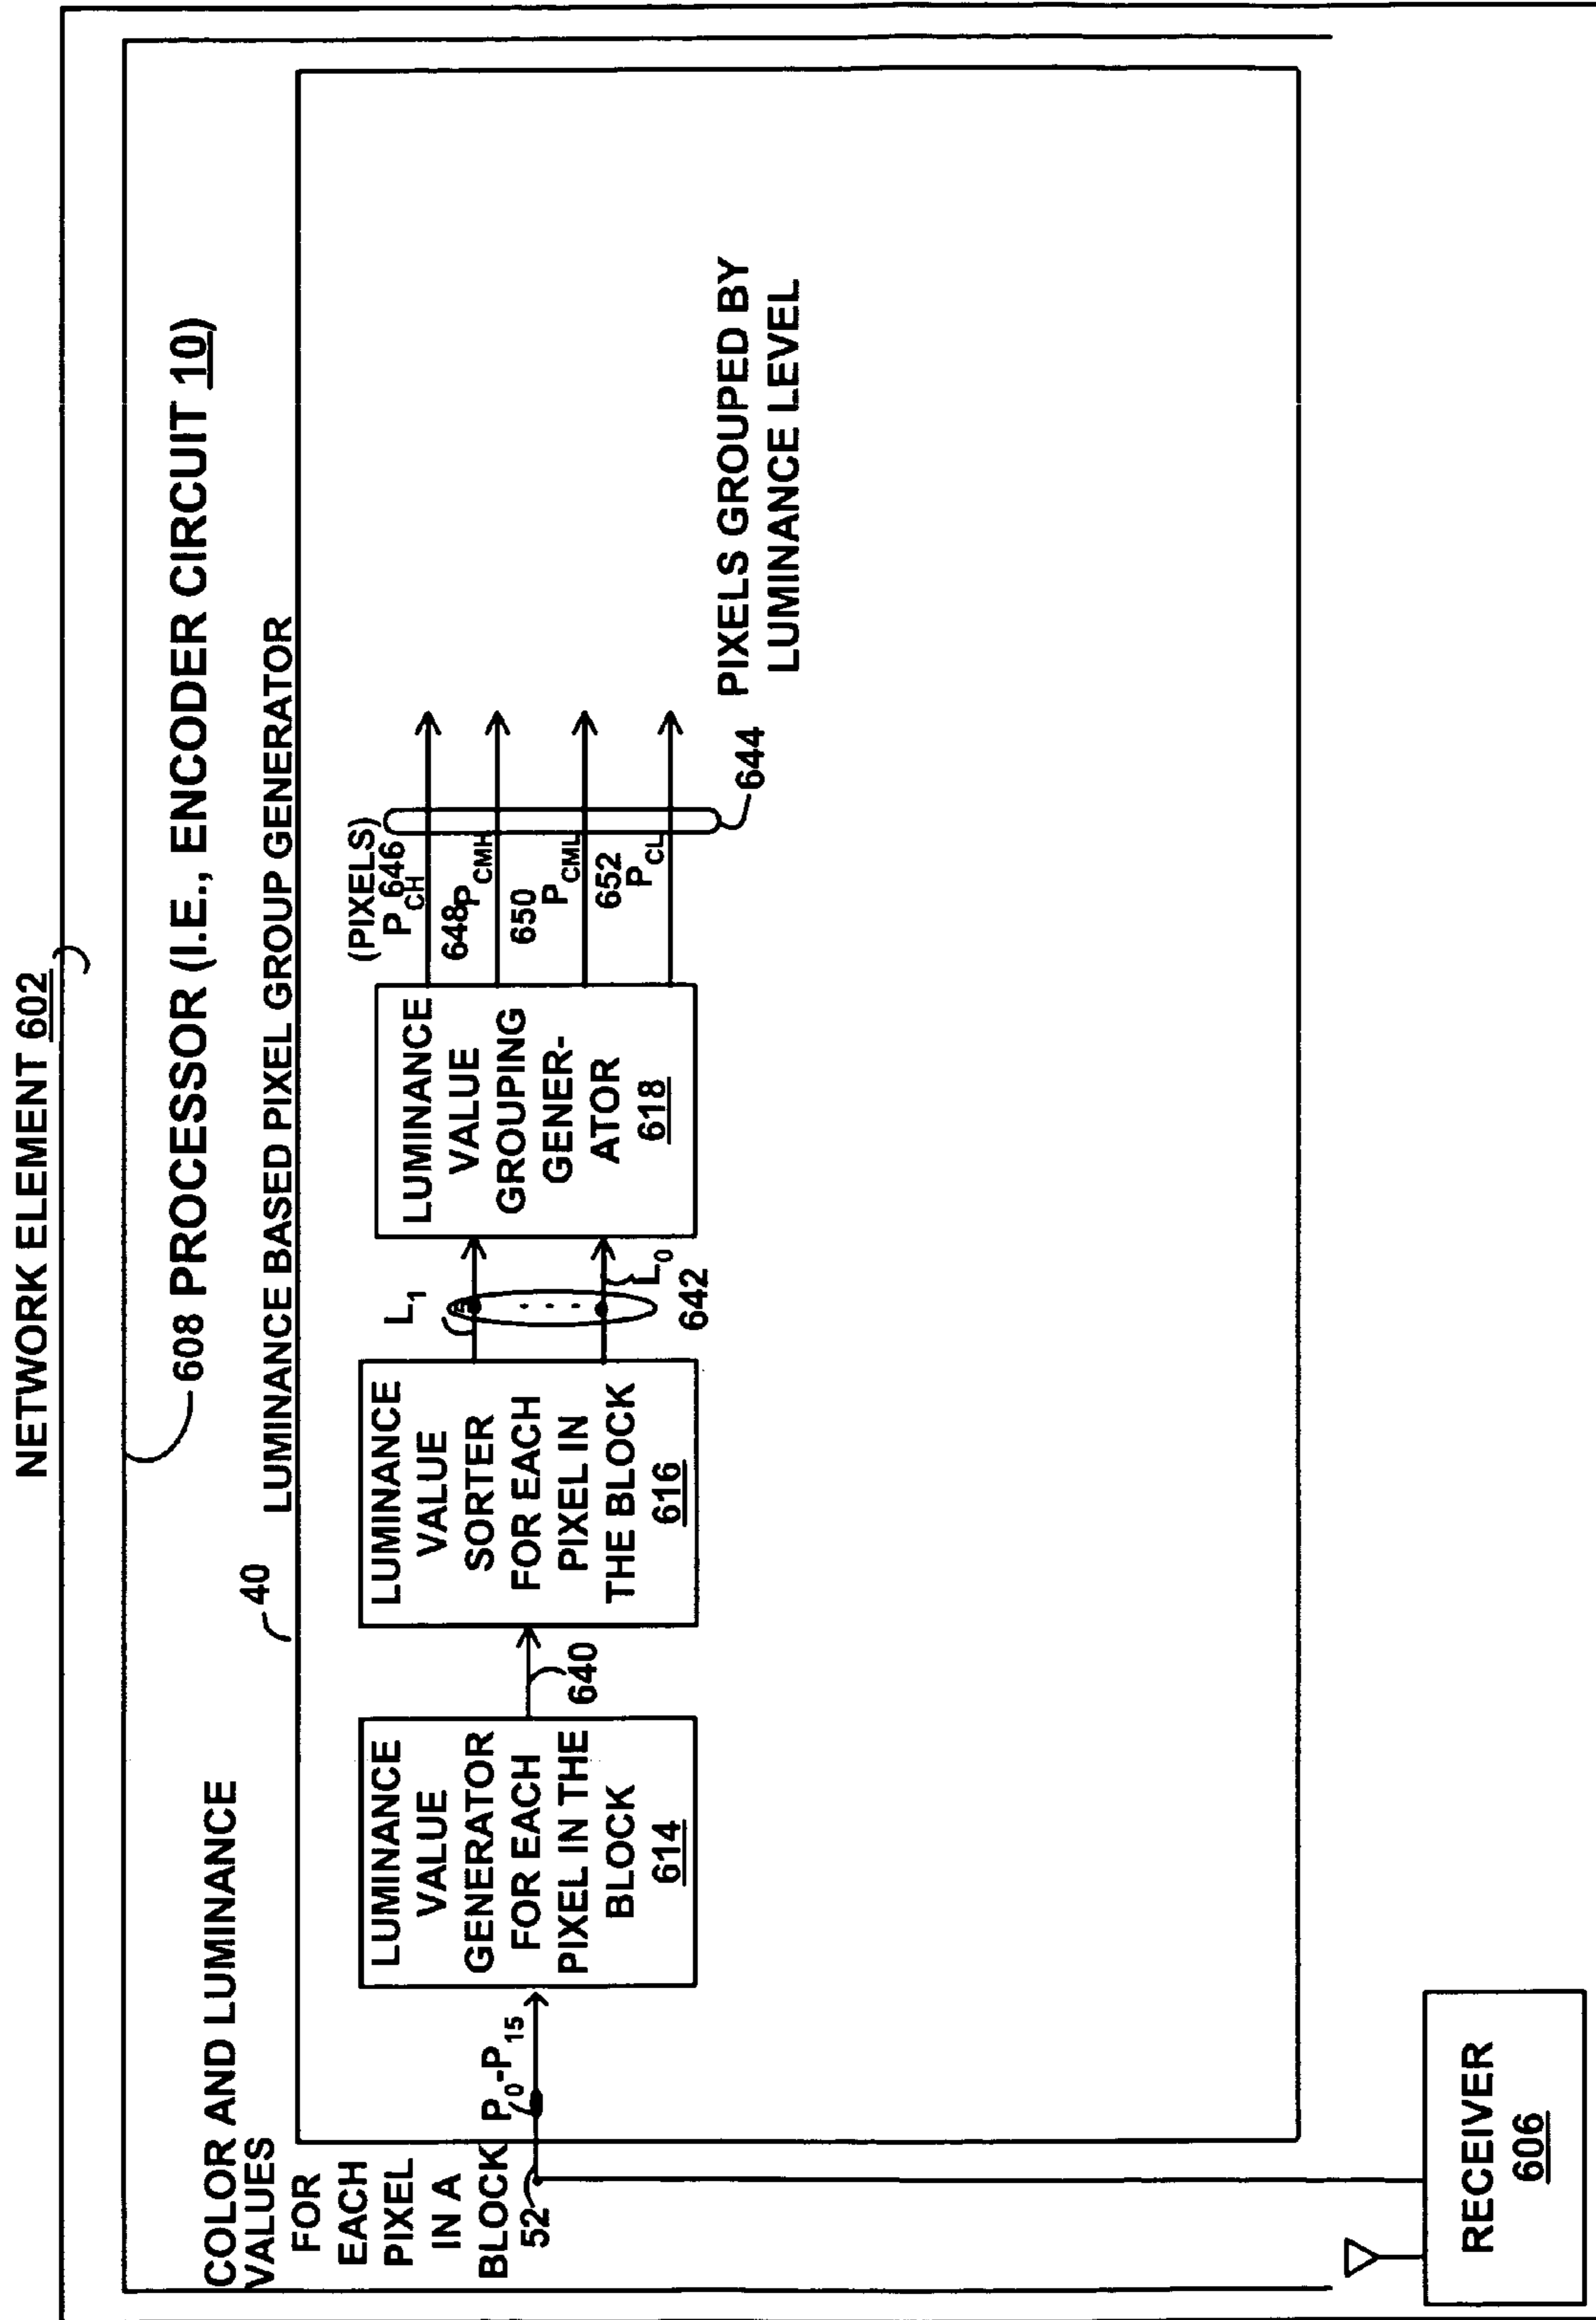 NETWORK ELEMENT 602
608 PROCESSOR (I.E., ENCODER CIRCUIT 10)
40
LUMINANCE BASED PIXEL GROUP GENERATOR
COLOR AND LUMINANCE
VALUES
FOR
EACH
PIXEL
IN A
BLOCK
52
P0-P15
LUMINANCE
VALUE
GENERATOR
FOR EACH
PIXEL IN THE
BLOCK
614
640
LUMINANCE
VALUE
SORTER
FOR EACH
PIXEL IN
THE BLOCK
616
L1
L0
642
LUMINANCE
VALUE
GROUPING
GENER-
ATOR
618
(PIXELS)
PCH 646
648 PCMH
650 PCML
652 PCL
644
PIXELS GROUPED BY
LUMINANCE LEVEL
RECEIVER
606